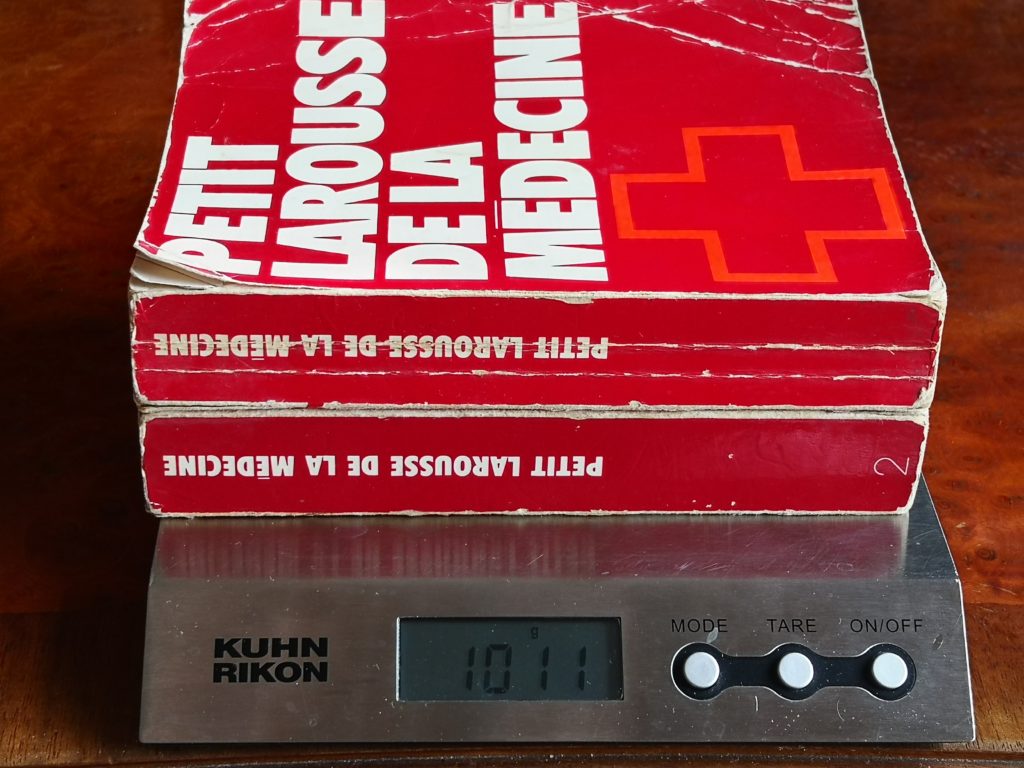 PETIT
LAROUSSE
DE LA
MÉDECINE
PETIT LAROUSSE DE LA MÉDECINE
PETIT LAROUSSE DE LA MÉDECINE
2
KUHN
RIKON
g
1011
MODE TARE ON/OFF